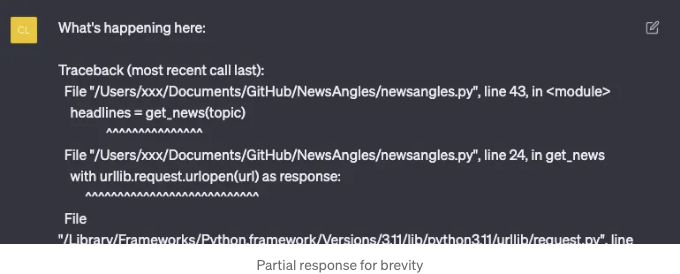 CL
What's happening here:
Traceback (most recent call last):
File "/Users/xxx/Documents/GitHub/NewsAngles/newsangles.py", line 43, in <module>
headlines = get_news(topic)
^^^^^^^^^^^^^^^^
File "/Users/xxx/Documents/GitHub/NewsAngles/newsangles.py", line 24, in get_news
with urllib.request.urlopen(url) as response:
^^^^^^^^^^^^^^^^^^^^^^^^^^^
File
"/Library/Frameworks/Python.framework/Versions/3.11/lib/python3.11/urllib/request.py", line
Partial response for brevity